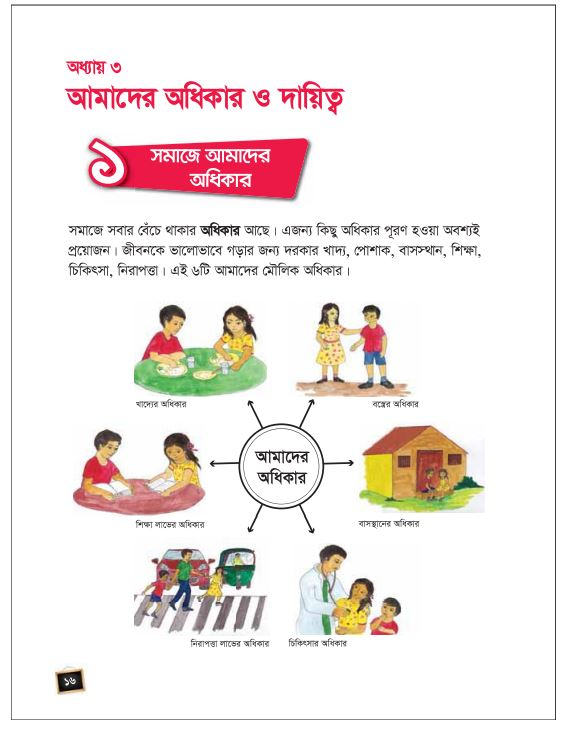 অধ্যায় ৩
আমাদের অধিকার ও দায়িত্ব
১
সমাজে আমাদের
অধিকার
সমাজে সবার বেঁচে থাকার অধিকার আছে। এজন্য কিছু অধিকার পূরণ হওয়া অবশ্যই
প্রয়োজন। জীবনকে ভালোভাবে গড়ার জন্য দরকার খাদ্য, পোশাক, বাসস্থান, শিক্ষা,
চিকিৎসা, নিরাপত্তা। এই ৬টি আমাদের মৌলিক অধিকার।
খাদ্যের অধিকার
বস্ত্রের অধিকার
আমাদের
অধিকার
শিক্ষা লাভের অধিকার
বাসস্থানের অধিকার
নিরাপত্তা লাভের অধিকার
চিকিৎসার অধিকার
১৬